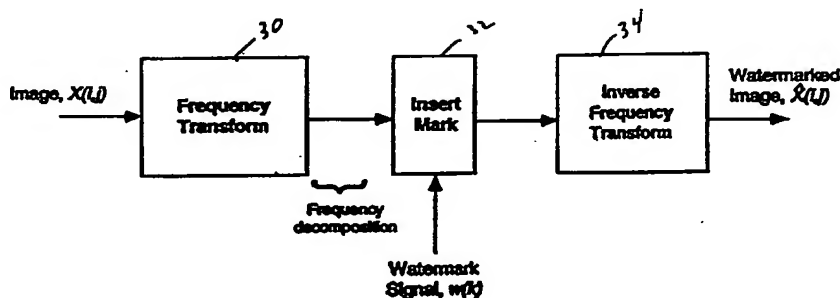 30
32
34
Image, X(i,j)
Frequency
Transform
Insert
Mark
Inverse
Frequency
Transform
Watermarked
Image, X̂(i,j)
Frequency
decomposition
Watermark
Signal, w(k)